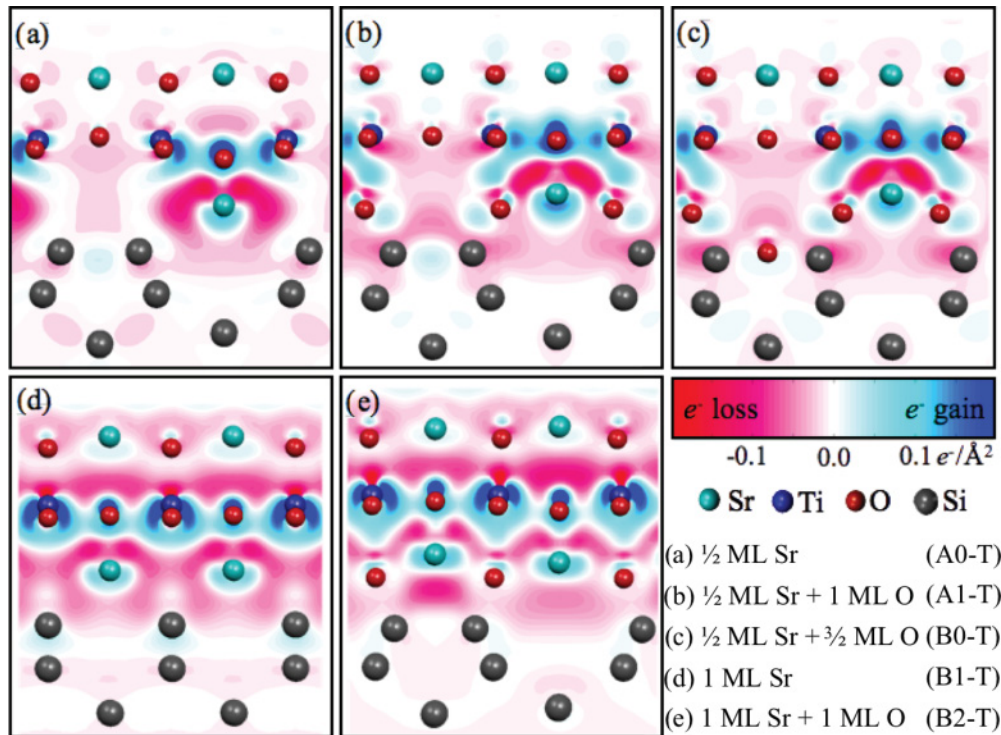 (a)
(b)
(c)
(d)
(e)
e⁻ loss e⁻ gain
-0.1 0.0 0.1 e⁻/Å²
Sr Ti O Si
(a) ½ ML Sr (A0-T)
(b) ½ ML Sr + 1 ML O (A1-T)
(c) ½ ML Sr + 3⁄2 ML O (B0-T)
(d) 1 ML Sr (B1-T)
(e) 1 ML Sr + 1 ML O (B2-T)